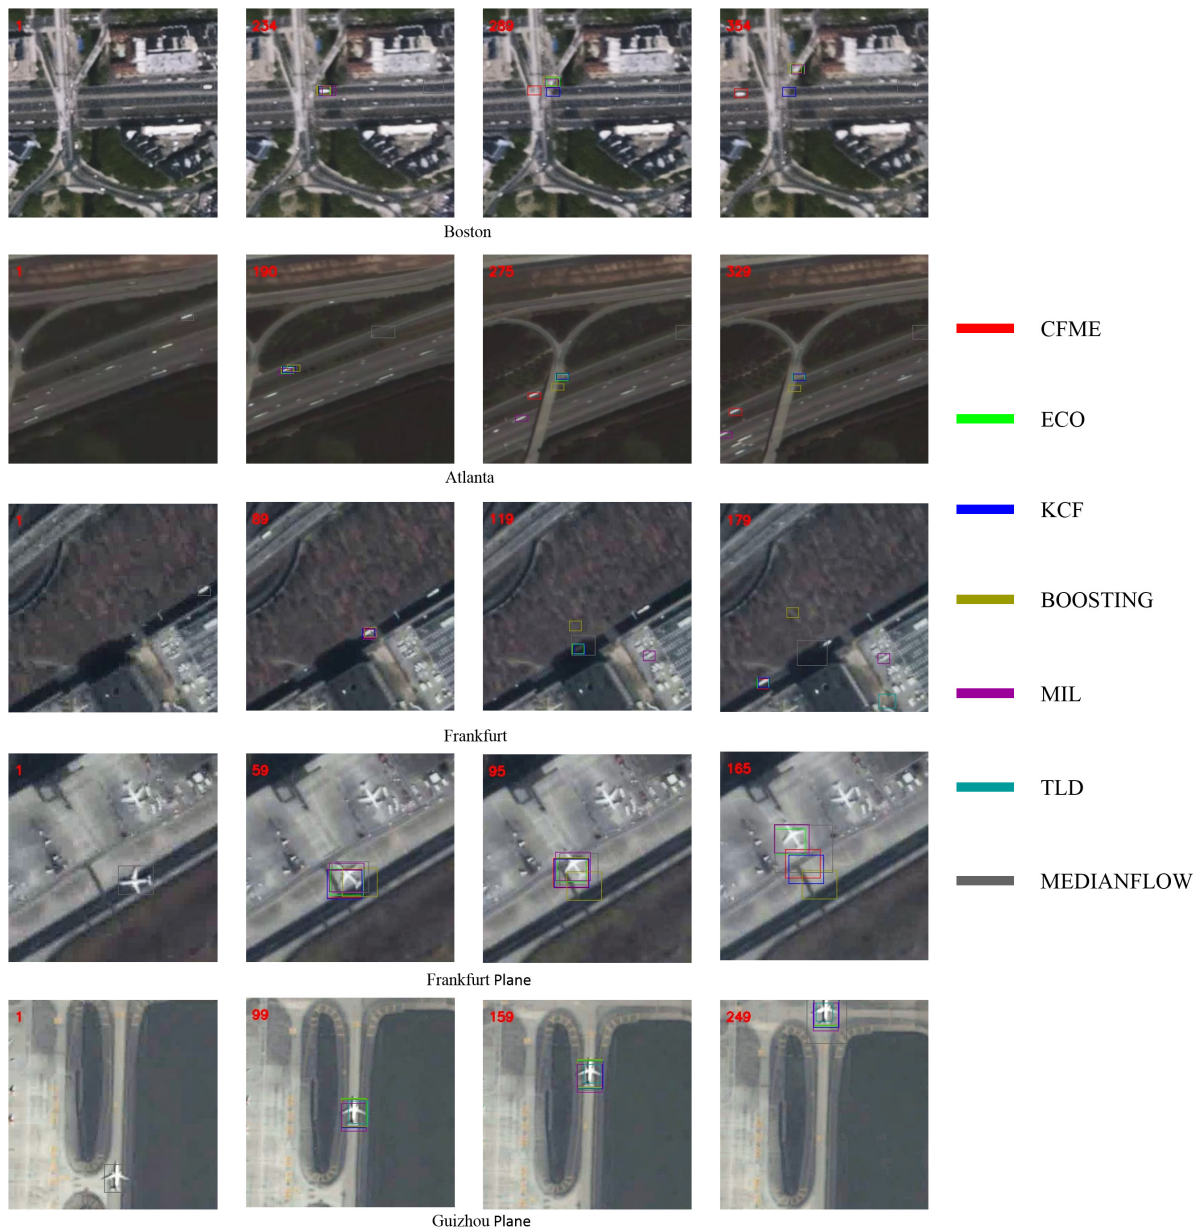 1 234 289 354
Boston
1 190 275 329
Atlanta
1 89 119 179
Frankfurt
1 59 95 165
Frankfurt Plane
1 99 159 249
Guizhou Plane
CFME
ECO
KCF
BOOSTING
MIL
TLD
MEDIANFLOW